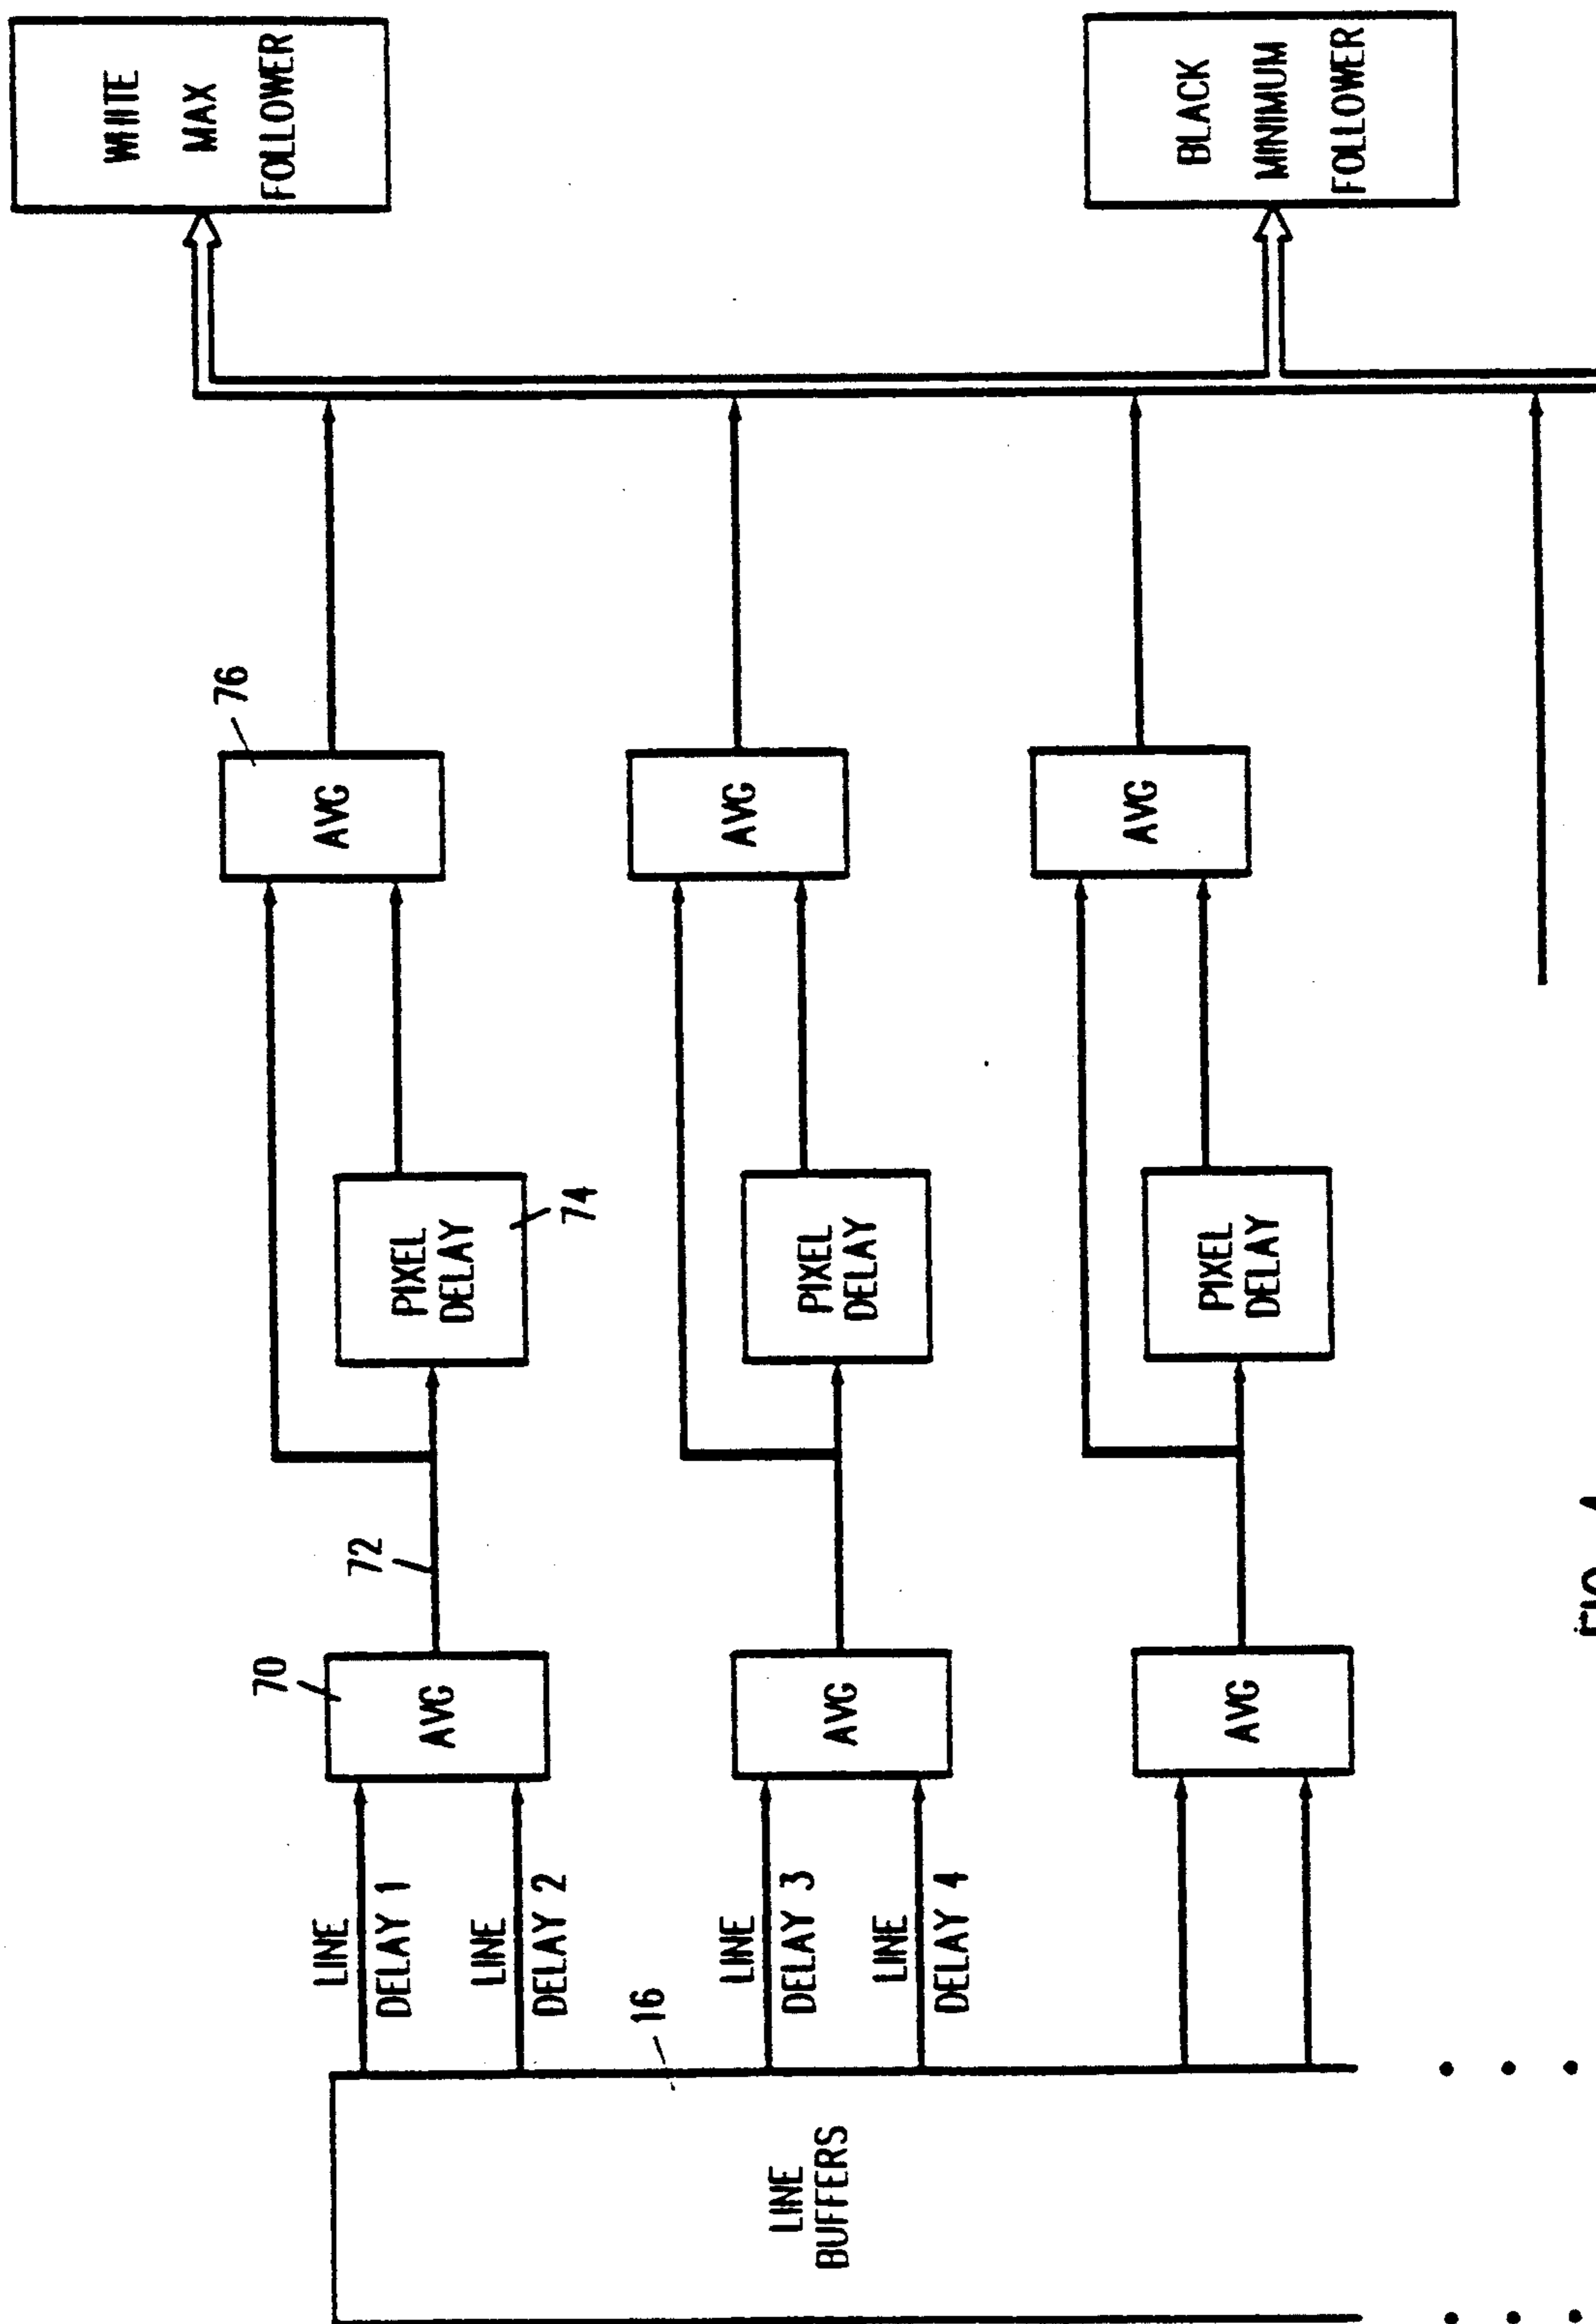 LINE
BUFFERS
16
LINE
DELAY 1
LINE
DELAY 2
LINE
DELAY 3
LINE
DELAY 4
70
AVG
AVG
AVG
72
PIXEL
DELAY
74
PIXEL
DELAY
PIXEL
DELAY
76
AVG
AVG
AVG
WHITE
MAX
FOLLOWER
BLACK
MINIMUM
FOLLOWER
FIG.